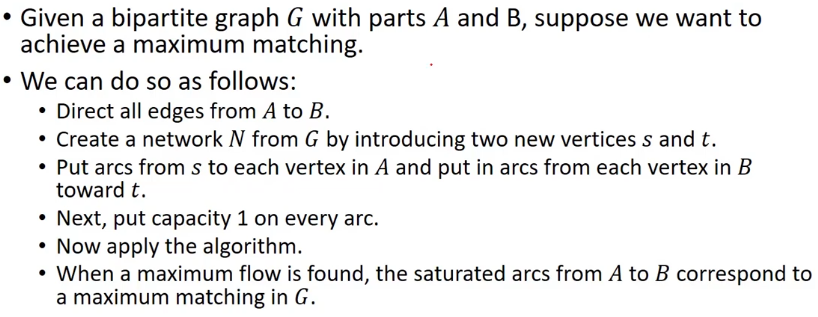 • Given a bipartite graph G with parts A and B, suppose we want to
achieve a maximum matching.
• We can do so as follows:
• Direct all edges from A to B.
• Create a network N from G by introducing two new vertices s and t.
• Put arcs from s to each vertex in A and put in arcs from each vertex in B
toward t.
• Next, put capacity 1 on every arc.
• Now apply the algorithm.
• When a maximum flow is found, the saturated arcs from A to B correspond to
a maximum matching in G.